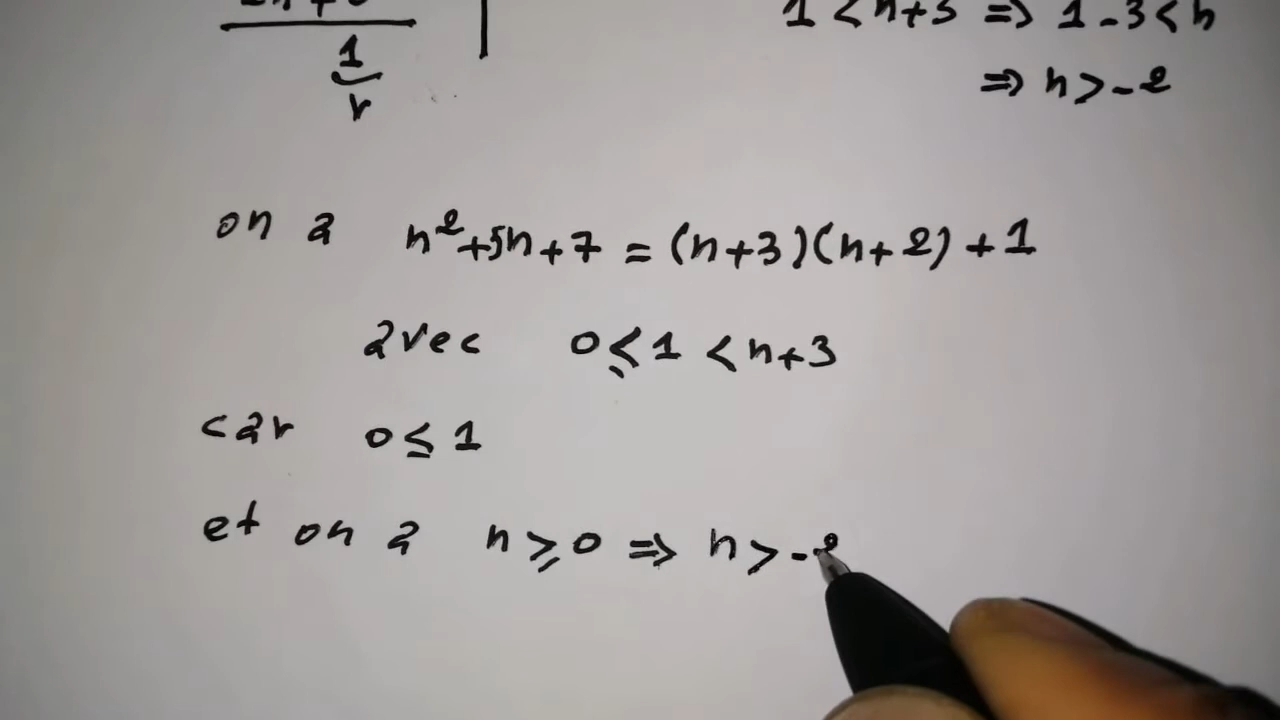 1 < n+3 => 1-3 < n
1
r
=> n > -2
on a n²+5n+7 = (n+3)(n+2)+1
avec 0 ≤ 1 < n+3
car 0 ≤ 1
et on a n ≥ 0 => n > -2